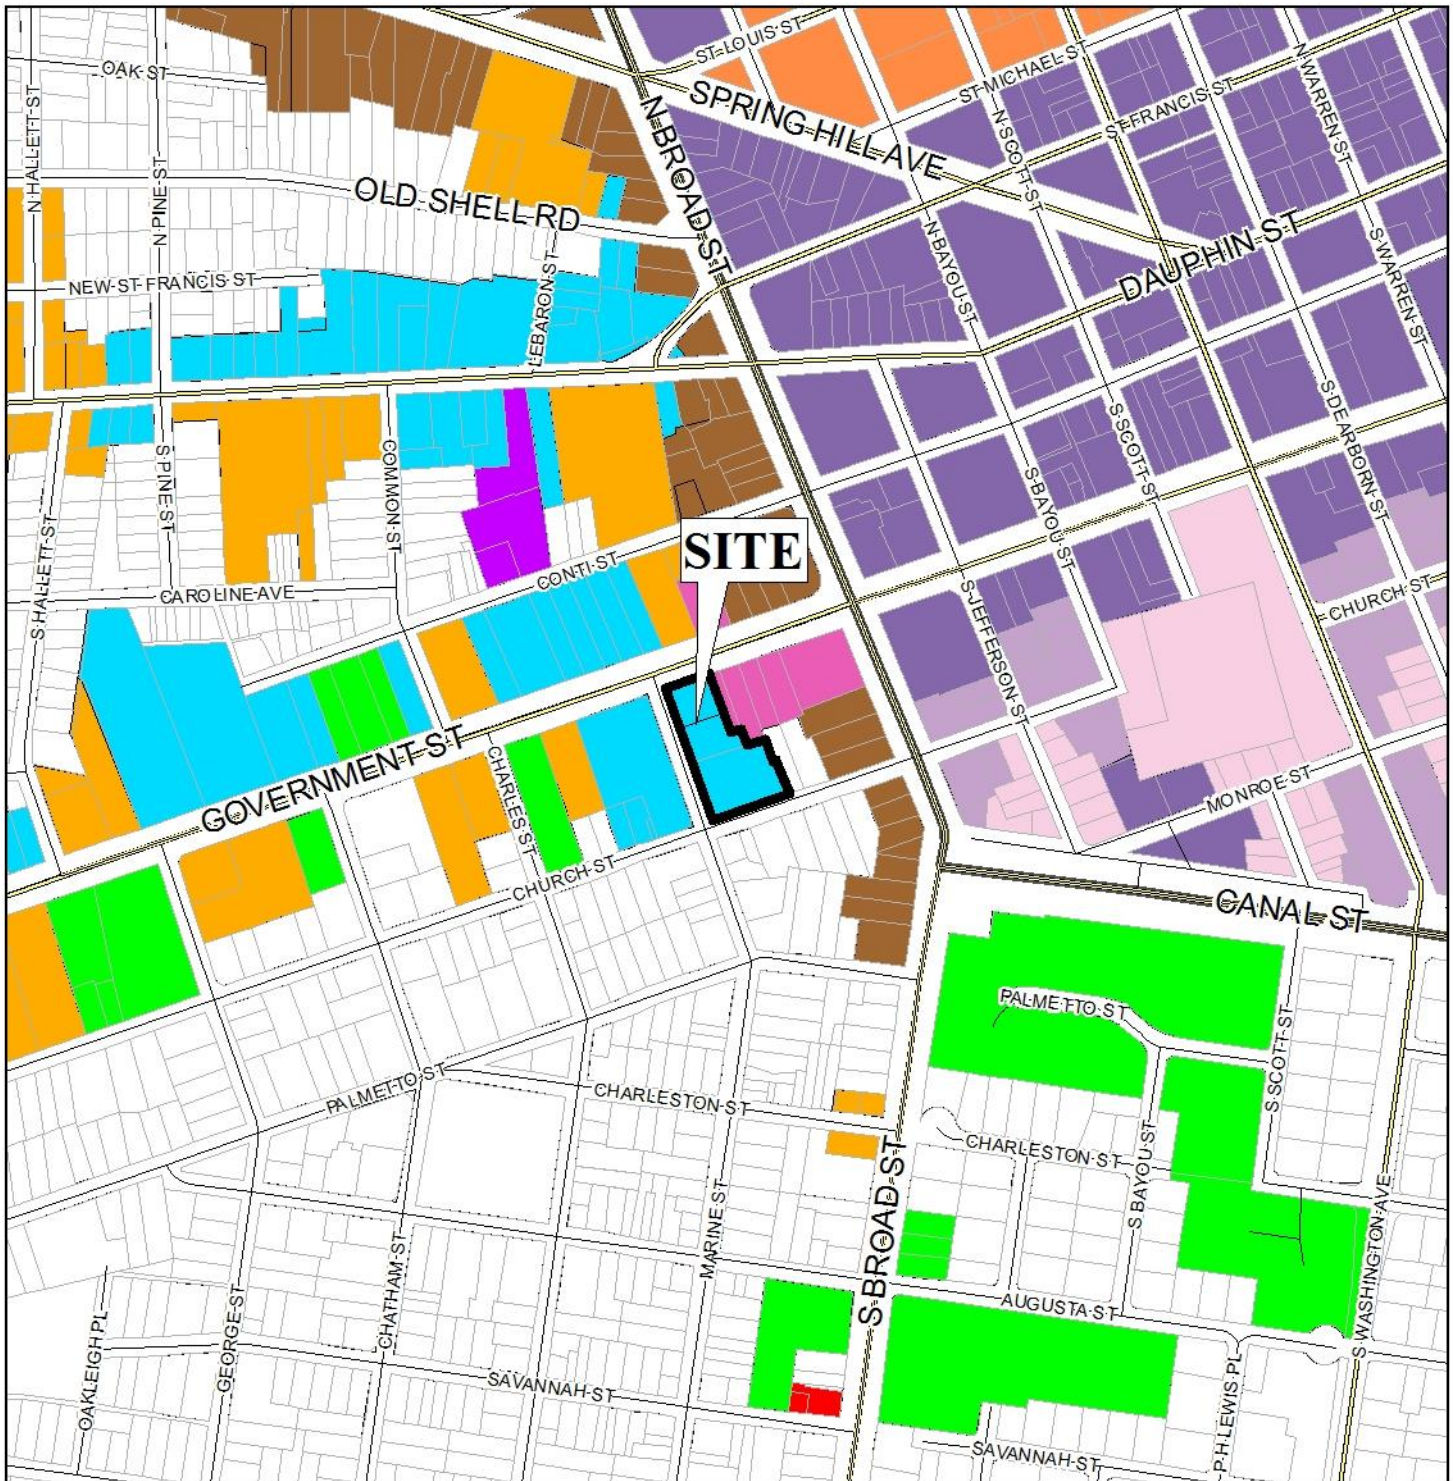 ST LOUIS ST
OAK ST
ST MICHAEL ST
N WARREN ST
SPRING HILL AVE
N HALLETT ST
N BROAD ST
N SCOTT ST
ST FRANCIS ST
N PINE ST
OLD SHELL RD
N BAYOU ST
DAUPHIN ST
S WARREN ST
NEW ST FRANCIS ST
LEBARON ST
S DEARBORN ST
S SCOTT ST
S PINE ST
COMMON ST
S BAYOU ST
S HALLETT ST
SITE
CONTI ST
CAROLINE AVE
S JEFFERSON ST
CHURCH ST
GOVERNMENT ST
CHARLES ST
MONROE ST
CHURCH ST
CANAL ST
PALMETTO ST
S SCOTT ST
PALMETTO ST
CHARLESTON ST
CHARLESTON ST
S BAYOU ST
S BROAD ST
MARINE ST
S WASHINGTON AVE
CHATHAM ST
GEORGE ST
OAKLEIGH PL
AUGUSTA ST
SAVANNAH ST
P H LEWIS PL
SAVANNAH ST